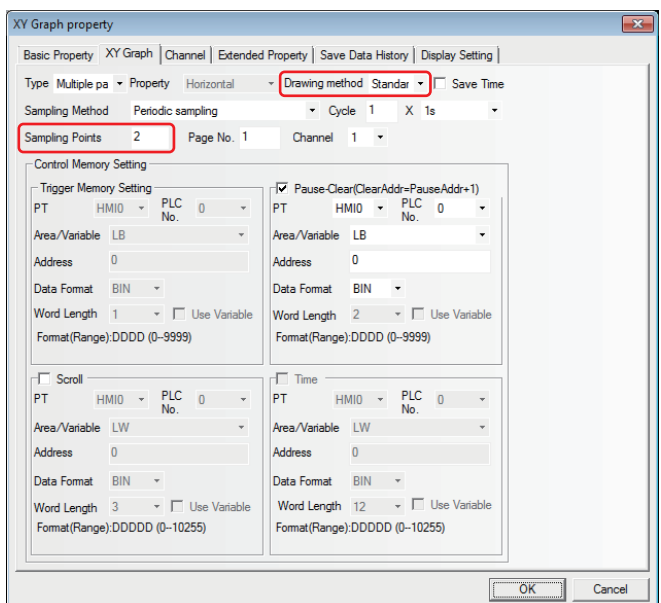 XY Graph property
Basic Property XY Graph Channel Extended Property Save Data History Display Setting
Type Multiple pa Property Horizontal Drawing method Standar Save Time
Sampling Method Periodic sampling Cycle 1 X 1s
Sampling Points 2 Page No. 1 Channel 1
Control Memory Setting
Trigger Memory Setting
PT HMI0 PLC No. 0
Area/Variable LB
Address 0
Data Format BIN
Word Length 1 Use Variable
Format(Range):DDDD (0--9999)
Pause-Clear(ClearAddr=PauseAddr+1)
PT HMI0 PLC No. 0
Area/Variable LB
Address 0
Data Format BIN
Word Length 2 Use Variable
Format(Range):DDDD (0--9999)
Scroll
PT HMI0 PLC No. 0
Area/Variable LW
Address 0
Data Format BIN
Word Length 3 Use Variable
Format(Range):DDDDD (0--10255)
Time
PT HMI0 PLC No. 0
Area/Variable LW
Address 0
Data Format BIN
Word Length 12 Use Variable
Format(Range):DDDDD (0--10255)
OK Cancel